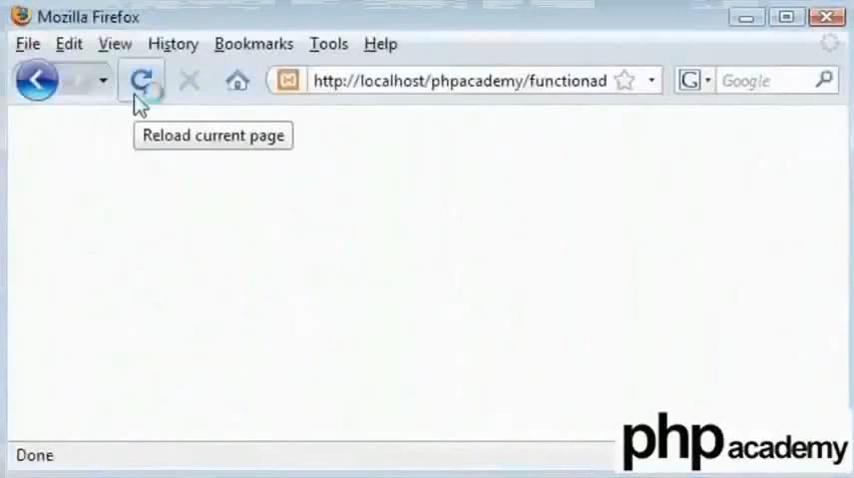 Mozilla Firefox
File Edit View History Bookmarks Tools Help
http://localhost/phpacademy/functionad
G Google
Reload current page
Done
php academy